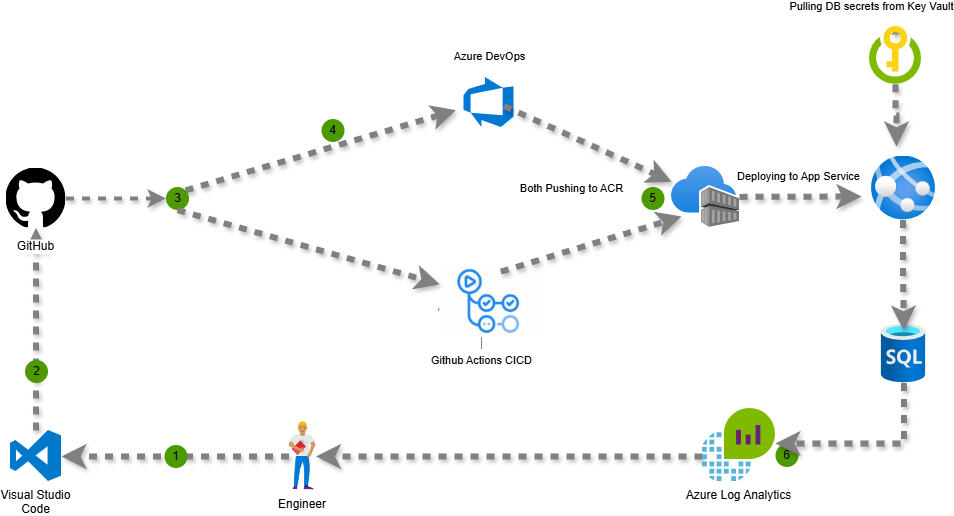 Pulling DB secrets from Key Vault
Azure DevOps
4
Both Pushing to ACR
5
Deploying to App Service
3
GitHub
Github Actions CICD
SQL
2
1
6
Visual Studio
Code
Engineer
Azure Log Analytics